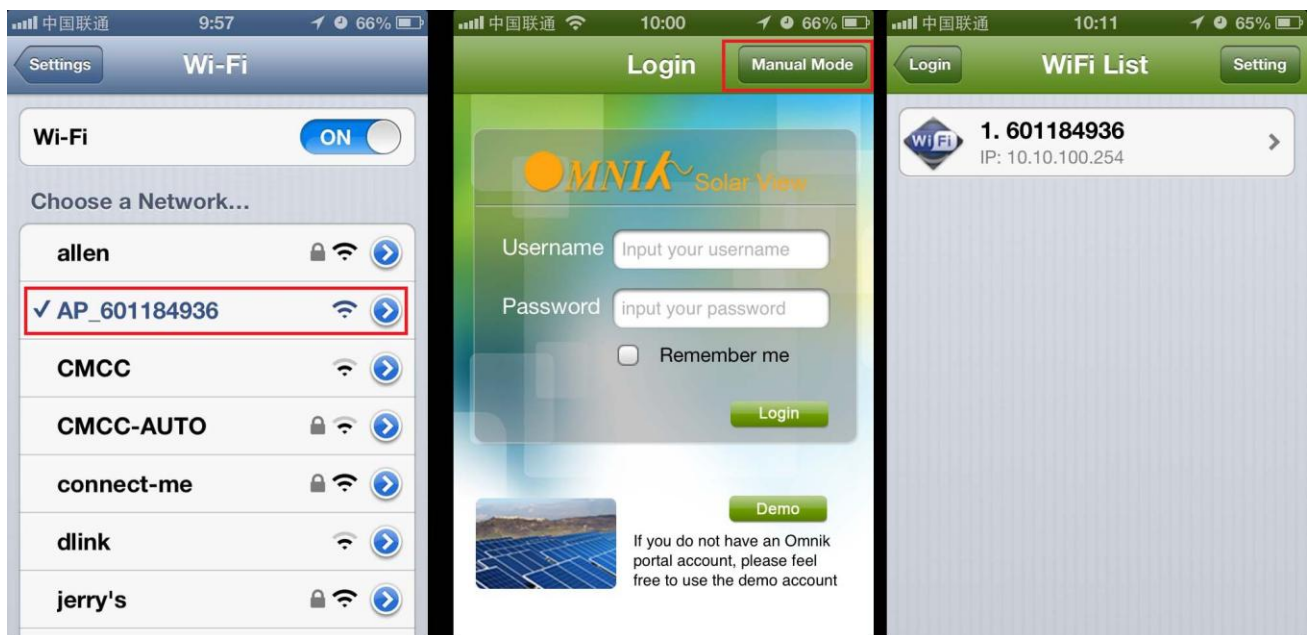 中国联通 9:57 66%
Settings Wi-Fi
Wi-Fi ON
Choose a Network...
allen
✓ AP_601184936
CMCC
CMCC-AUTO
connect-me
dlink
jerry's
中国联通 10:00 66%
Login Manual Mode
OMNIK Solar View
Username Input your username
Password input your password
Remember me
Login
Demo
If you do not have an Omnik
portal account, please feel
free to use the demo account
中国联通 10:11 65%
Login WiFi List Setting
WiFi 1. 601184936
IP: 10.10.100.254